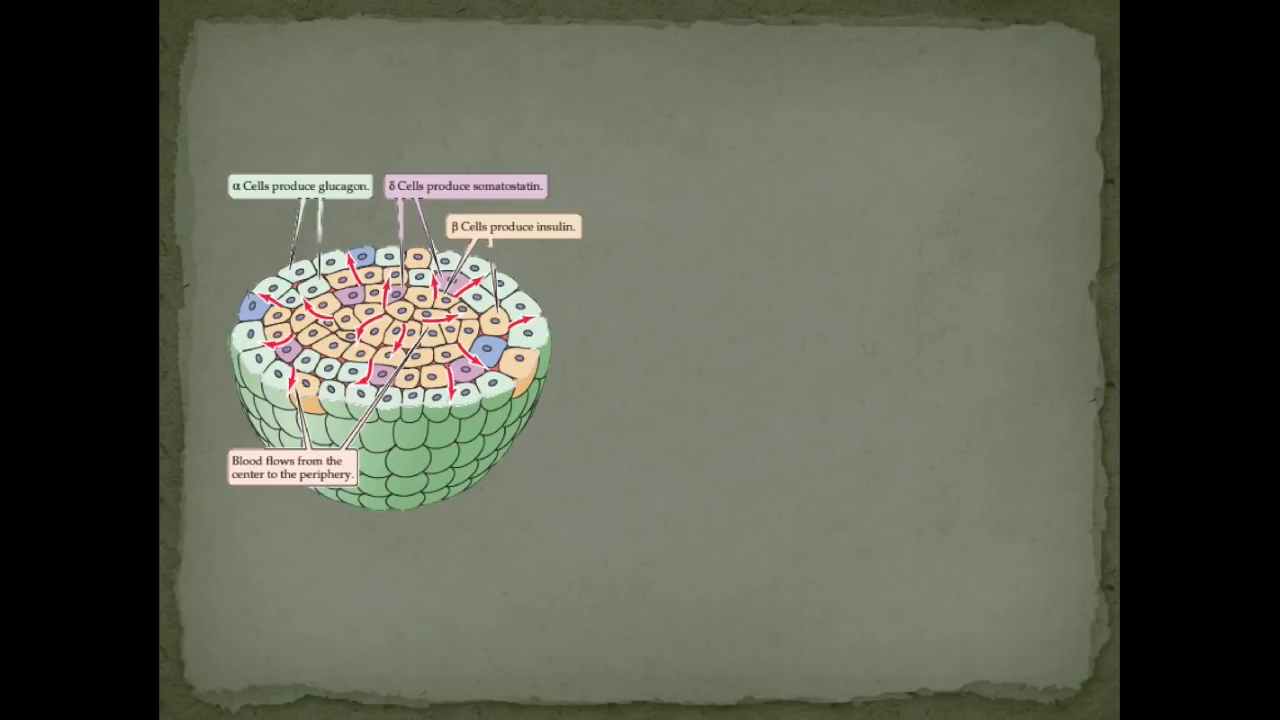 α Cells produce glucagon.
δ Cells produce somatostatin.
β Cells produce insulin.
Blood flows from the
center to the periphery.